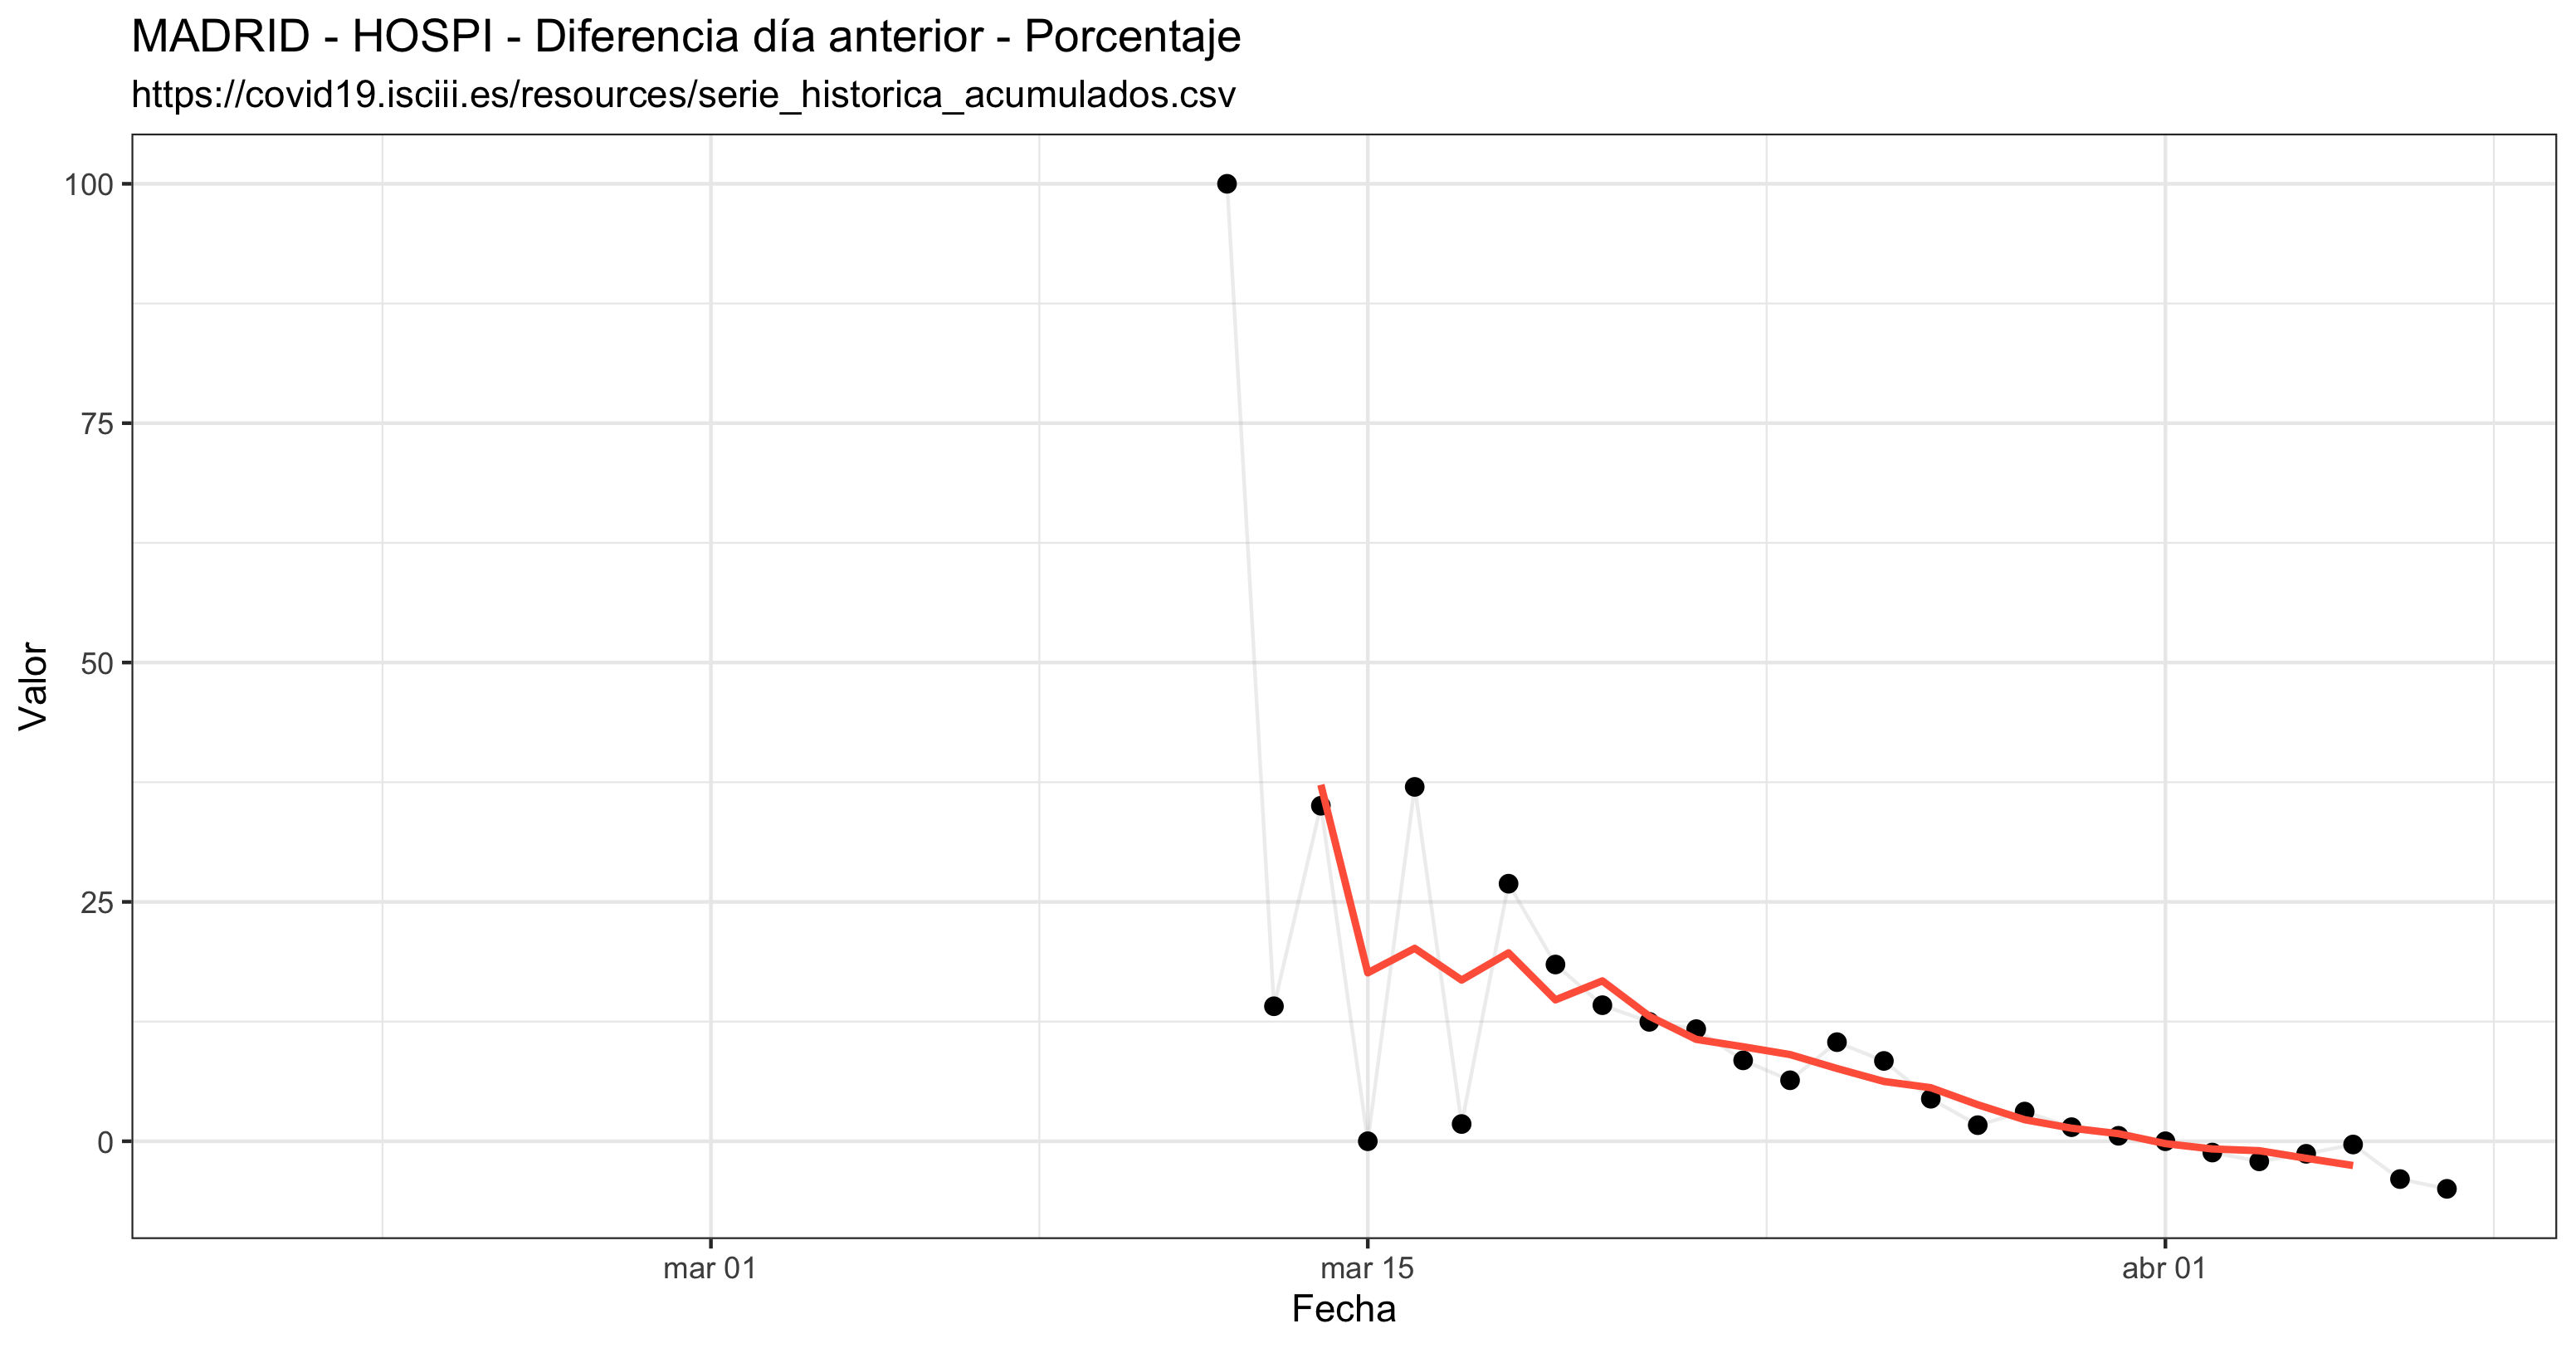 MADRID - HOSPI - Diferencia día anterior - Porcentaje
https://covid19.isciii.es/resources/serie_historica_acumulados.csv
100
75
50
25
0
Valor
mar 01
mar 15
abr 01
Fecha